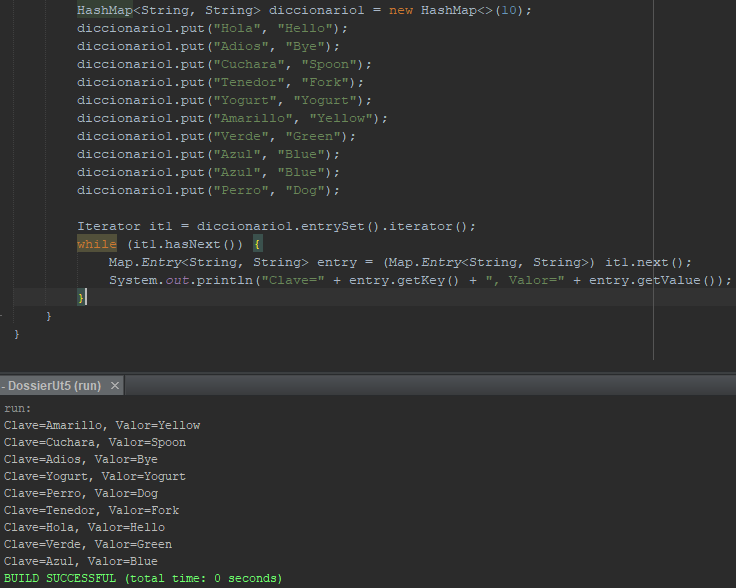 HashMap<String, String> diccionario1 = new HashMap<>(10);
diccionario1.put("Hola", "Hello");
diccionario1.put("Adios", "Bye");
diccionario1.put("Cuchara", "Spoon");
diccionario1.put("Tenedor", "Fork");
diccionario1.put("Yogurt", "Yogurt");
diccionario1.put("Amarillo", "Yellow");
diccionario1.put("Verde", "Green");
diccionario1.put("Azul", "Blue");
diccionario1.put("Azul", "Blue");
diccionario1.put("Perro", "Dog");
Iterator it1 = diccionario1.entrySet().iterator();
while (it1.hasNext()) {
Map.Entry<String, String> entry = (Map.Entry<String, String>) it1.next();
System.out.println("Clave=" + entry.getKey() + ", Valor=" + entry.getValue());
}
}
}
- DossierUt5 (run) ×
run:
Clave=Amarillo, Valor=Yellow
Clave=Cuchara, Valor=Spoon
Clave=Adios, Valor=Bye
Clave=Yogurt, Valor=Yogurt
Clave=Perro, Valor=Dog
Clave=Tenedor, Valor=Fork
Clave=Hola, Valor=Hello
Clave=Verde, Valor=Green
Clave=Azul, Valor=Blue
BUILD SUCCESSFUL (total time: 0 seconds)